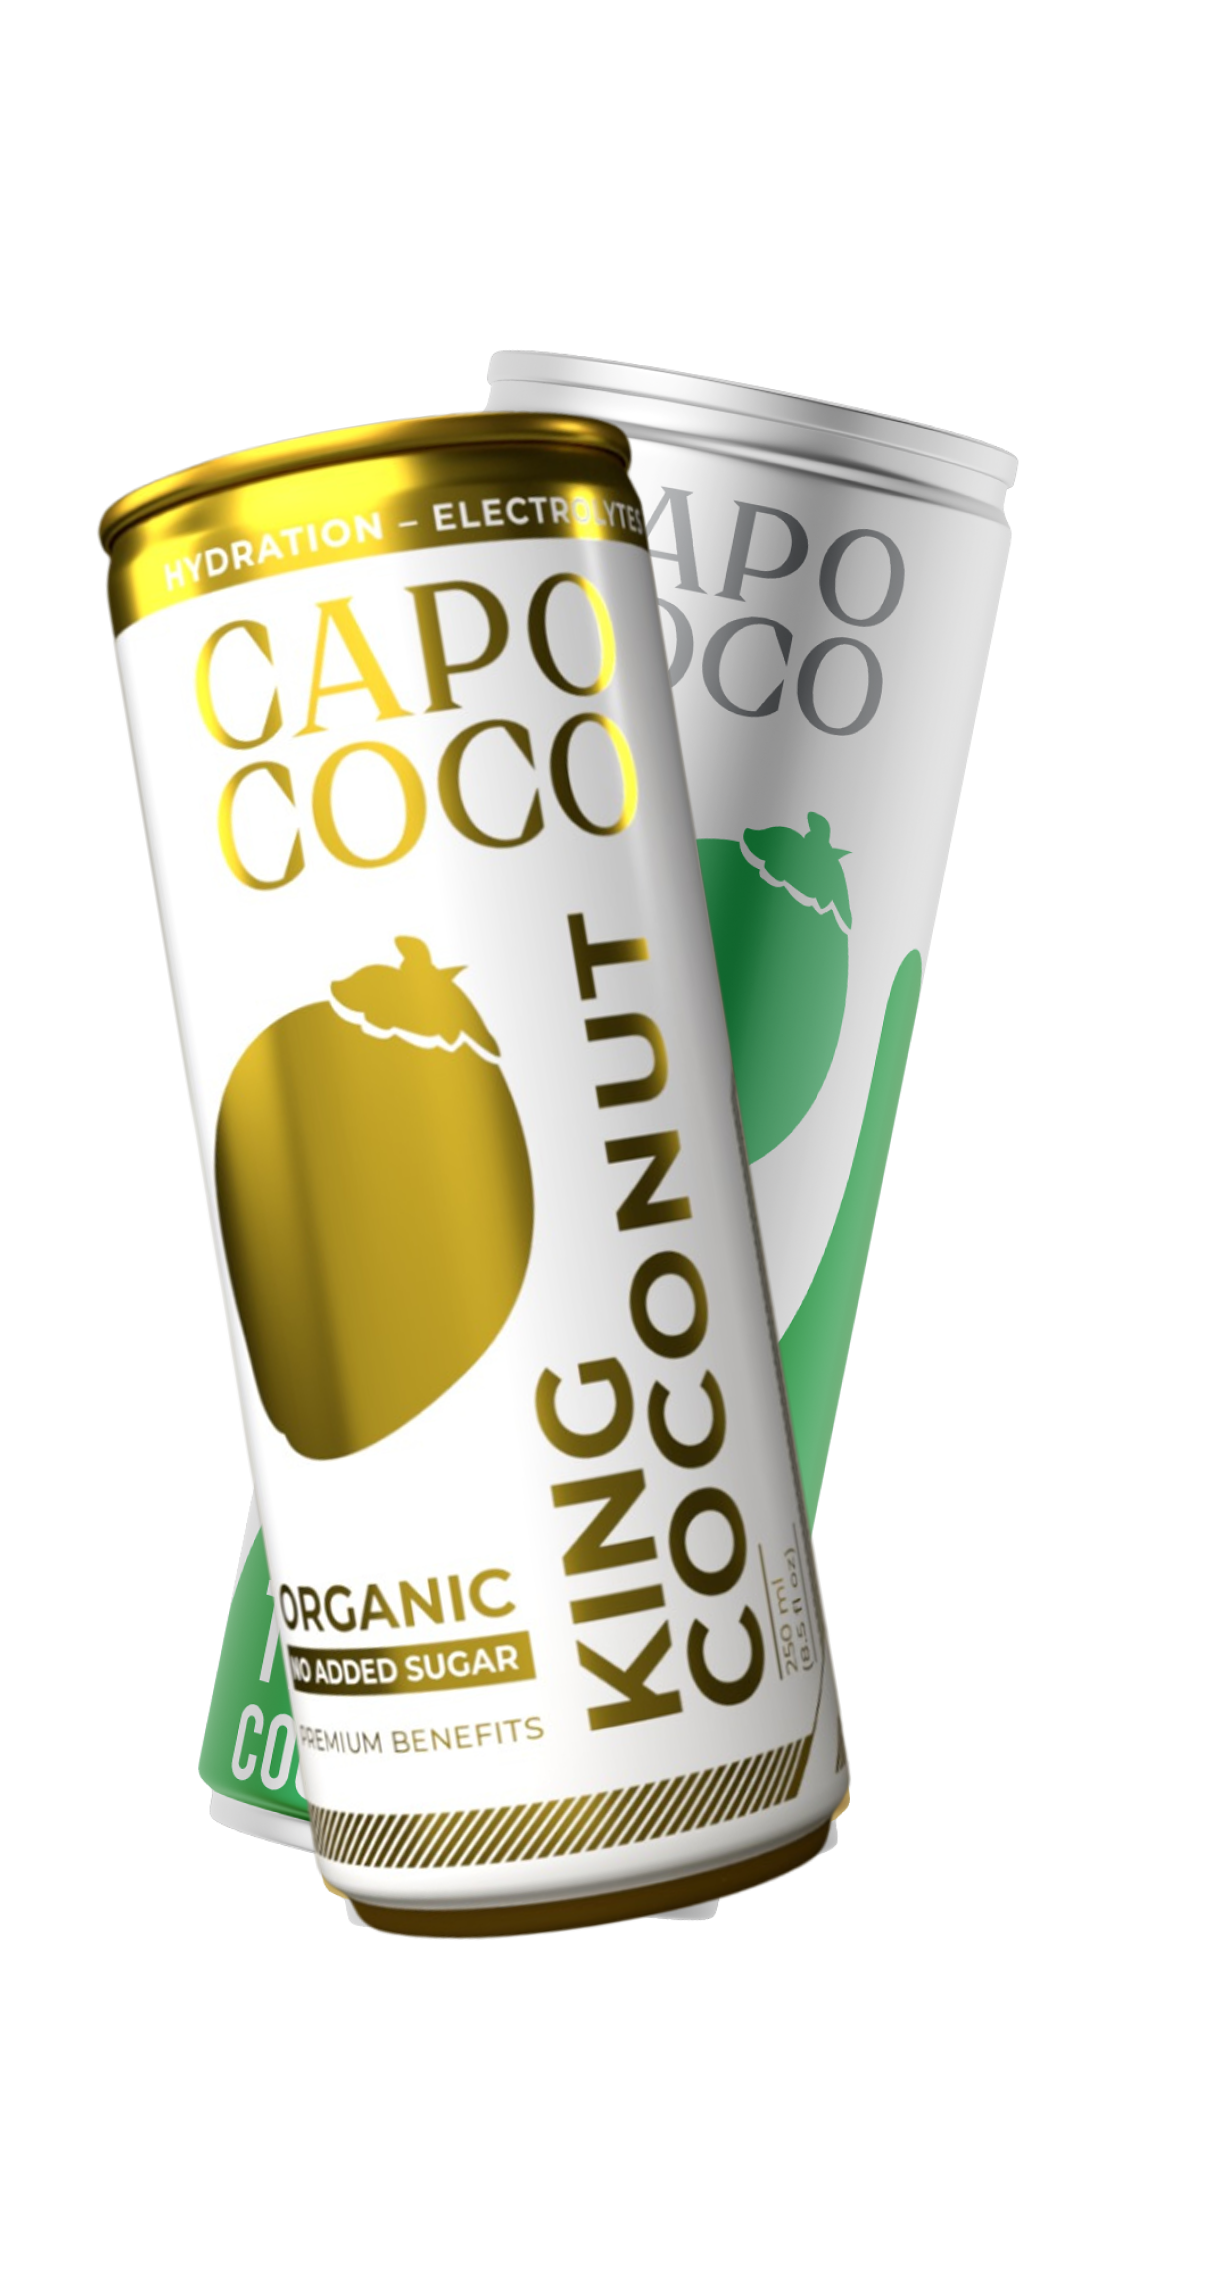 HYDRATION – ELECTROLYTES
CAPO
COCO
KING
COCONUT
ORGANIC
NO ADDED SUGAR
PREMIUM BENEFITS
250 ml
(8.5 fl oz)
APO
OCO